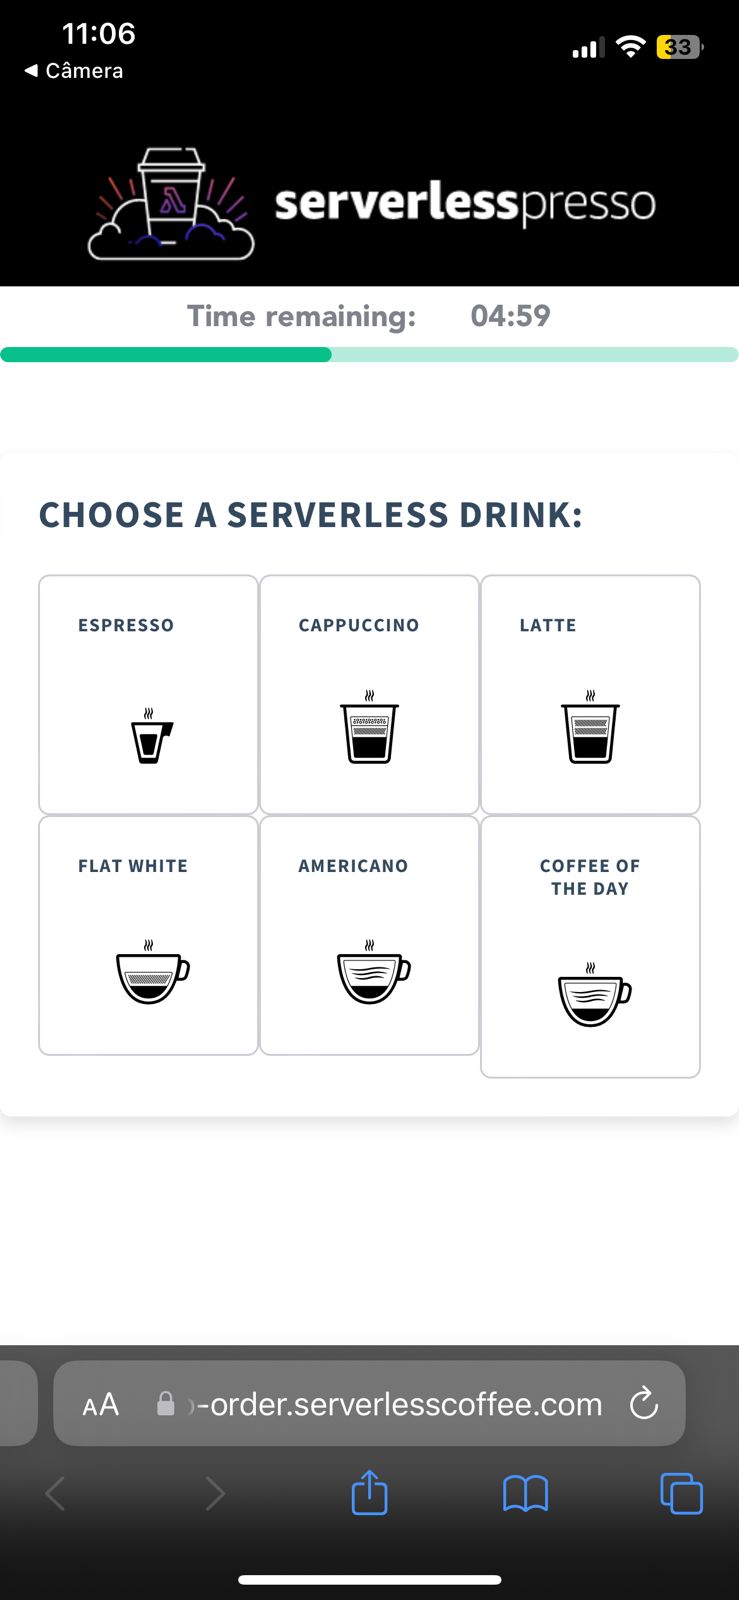 11:06
◀ Câmera
33
serverlesspresso
Time remaining: 04:59
CHOOSE A SERVERLESS DRINK:
ESPRESSO
CAPPUCCINO
LATTE
FLAT WHITE
AMERICANO
COFFEE OF
THE DAY
AA
-order.serverlesscoffee.com